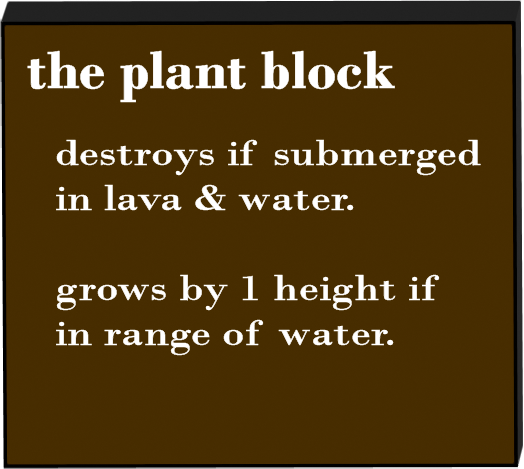 the plant block
destroys if submerged
in lava & water.
grows by 1 height if
in range of water.